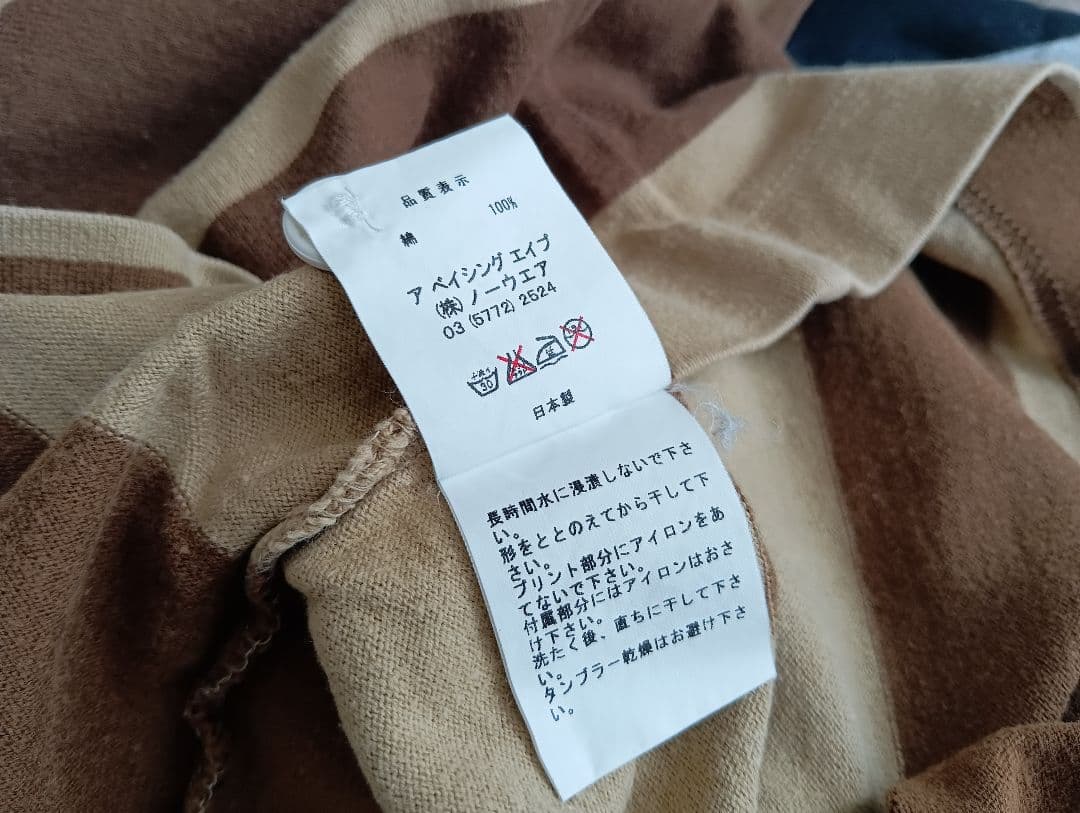 品質表示
綿 100%
ア ベイシング エイプ
(株) ノーウエア
03 (5772) 2524
30
日本製
長時間水に浸漬しないで下さ
い。
形をととのえてから干して下
さい。
プリント部分にアイロンをあ
てないで下さい。
付属部分にはアイロンはおさ
け下さい。
洗たく後、直ちに干して下さ
い。
タンブラー乾燥はお避け下さ
い。